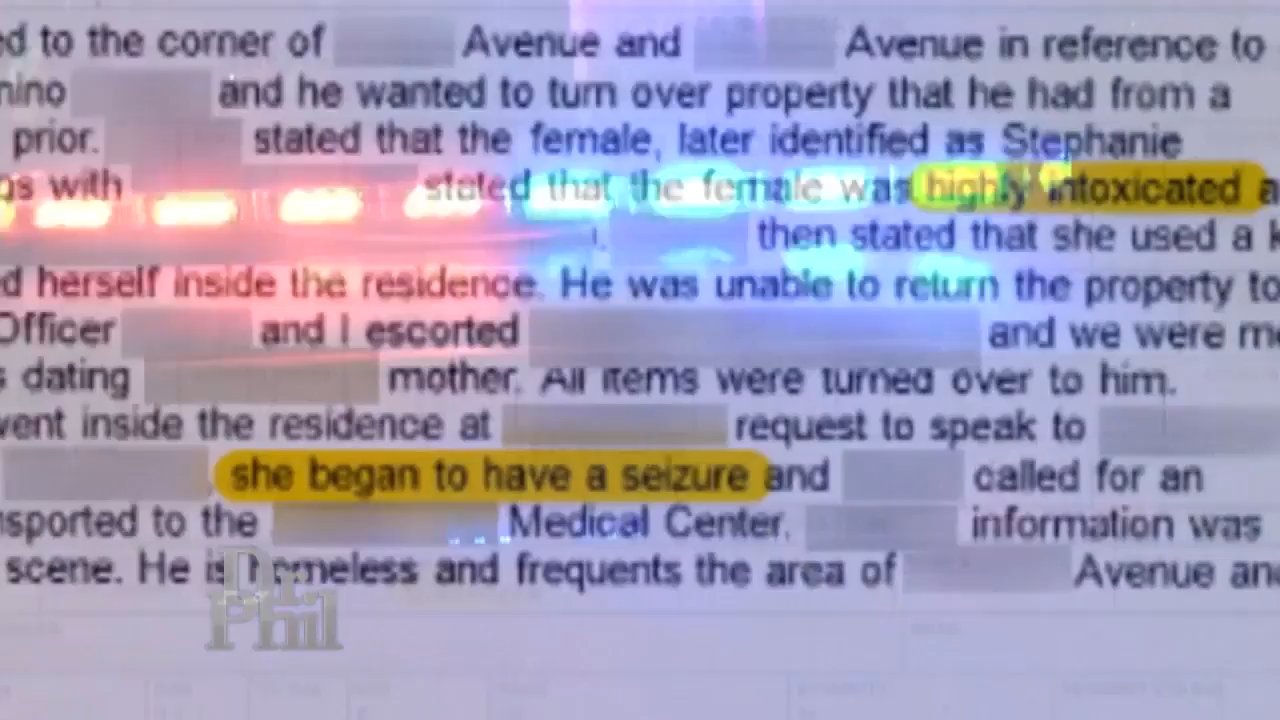 ed to the corner of Avenue and Avenue in reference to
nino and he wanted to turn over property that he had from a
prior. stated that the female, later identified as Stephanie
gs with stated that the female was highly intoxicated a
then stated that she used a k
d herself inside the residence. He was unable to return the property to
Officer and I escorted and we were me
s dating mother. All items were turned over to him.
went inside the residence at request to speak to
she began to have a seizure and called for an
nsported to the Medical Center. information was
scene. He is homeless and frequents the area of Avenue and
Dr.
Phil